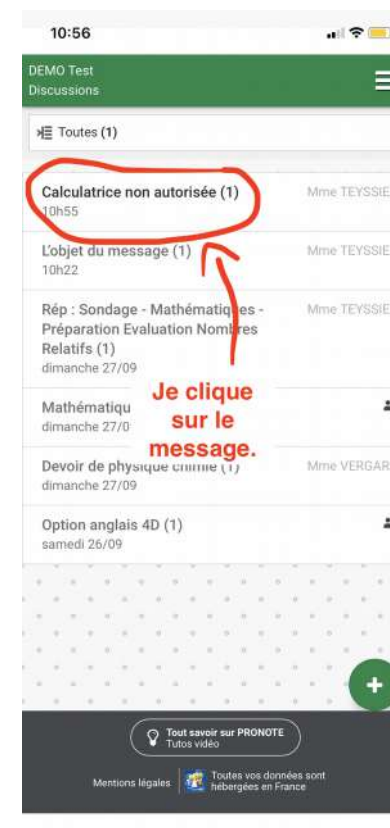 10:56
DEMO Test
Discussions
Toutes (1)
Calculatrice non autorisée (1)
Mme TEYSSIE
10h55
L'objet du message (1)
Mme TEYSSIE
10h22
Rép : Sondage - Mathématiques -
Mme TEYSSIE
Préparation Evaluation Nombres
Relatifs (1)
dimanche 27/09
Je clique
sur le
message.
Mathématiqu
dimanche 27/0
Devoir de physique chimie (1)
Mme VERGAR
dimanche 27/09
Option anglais 4D (1)
samedi 26/09
+
Tout savoir sur PRONOTE
Tutos vidéo
Mentions légales
Toutes vos données sont
hébergées en France